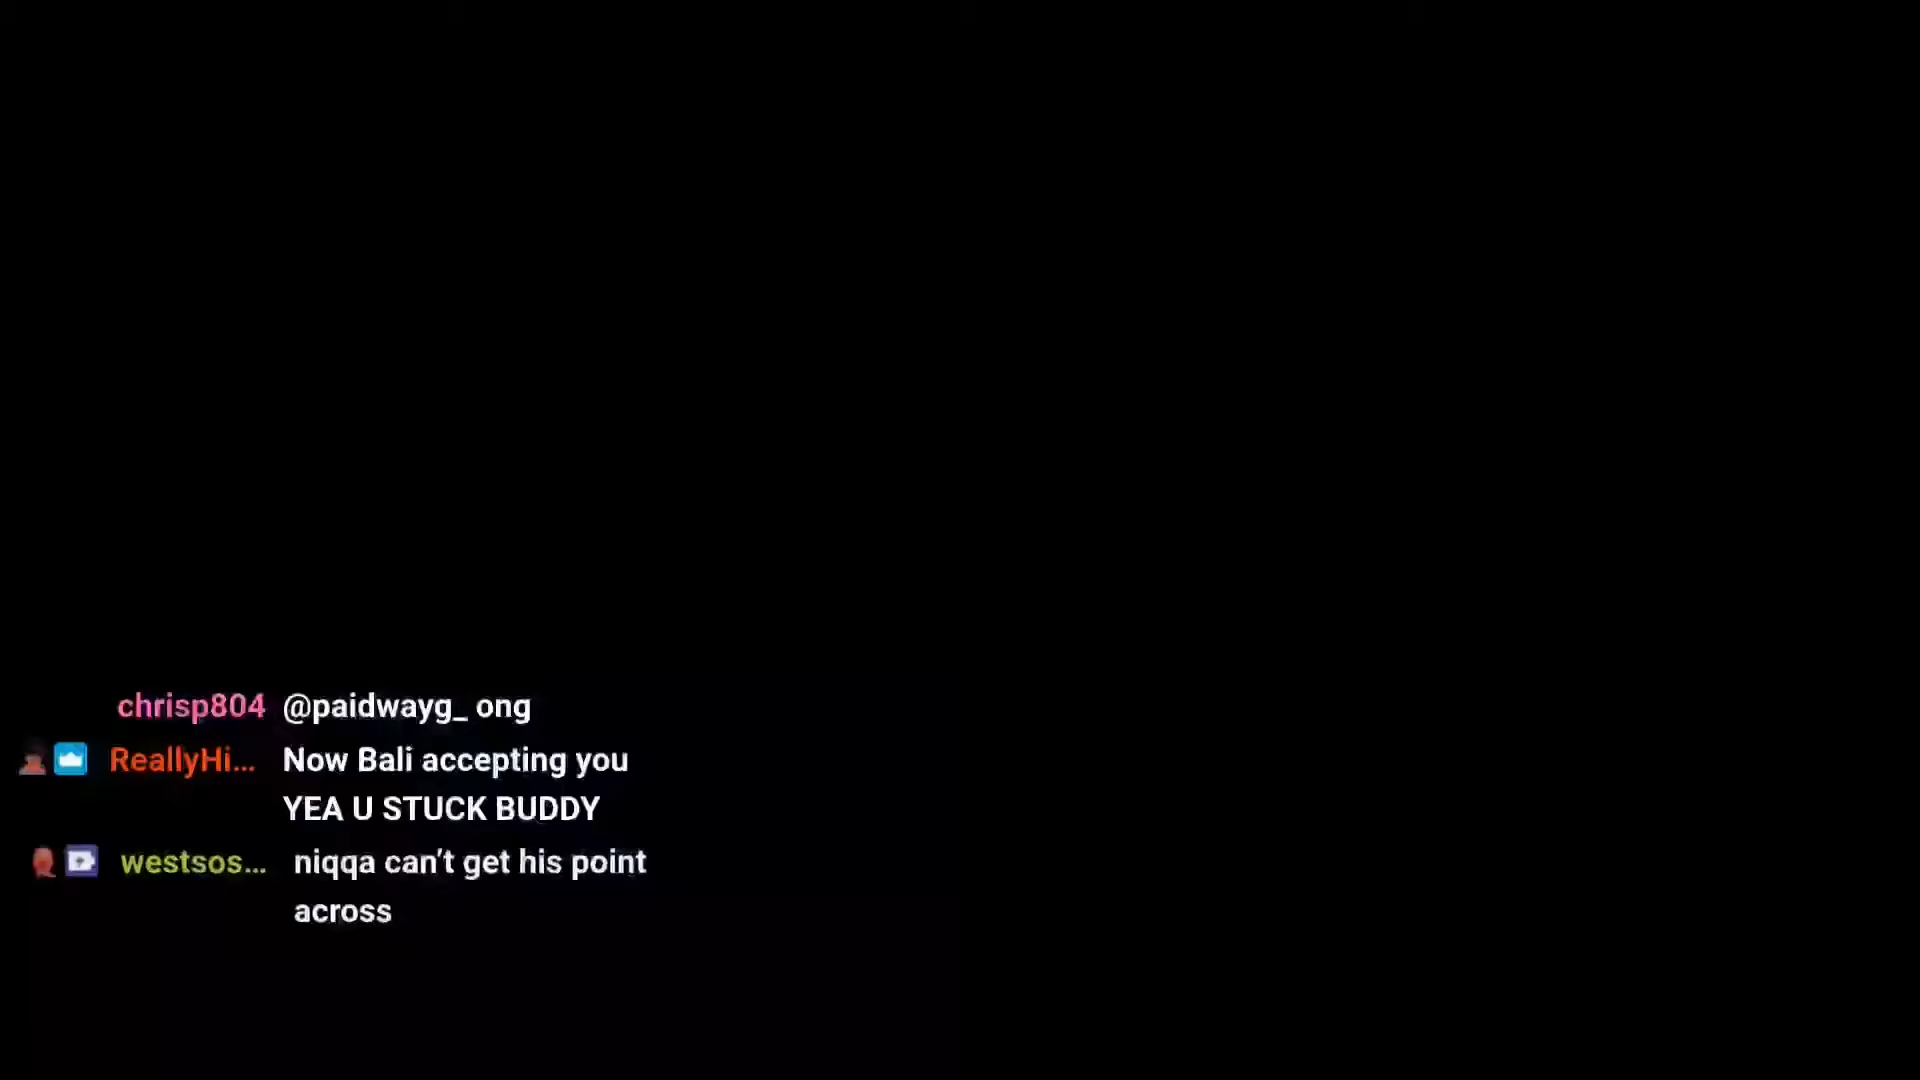 chrisp804 @paidwayg_ ong
ReallyHi... Now Bali accepting you
YEA U STUCK BUDDY
westsos... niqqa can't get his point
across